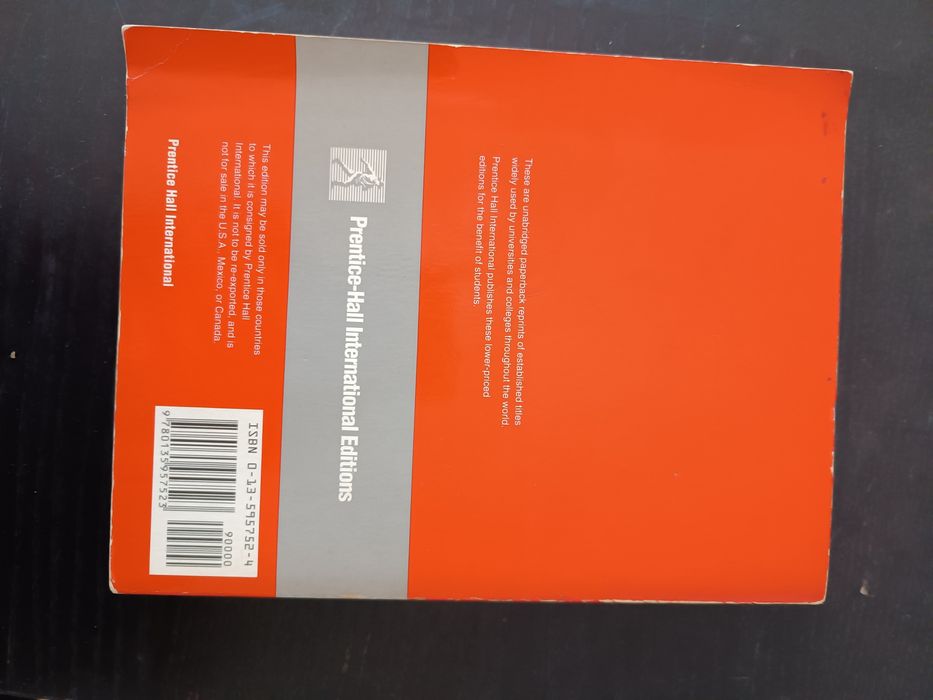 These are unabridged paperback reprints of established titles
widely used by universities and colleges throughout the world.
Prentice Hall International publishes these lower-priced
editions for the benefit of students.
Prentice-Hall International Editions
This edition may be sold only in those countries
to which it is consigned by Prentice Hall
International. It is not to be re-exported, and is
not for sale in the U.S.A., Mexico, or Canada.
Prentice Hall International
ISBN 0-13-595752-4
90000
9780135957523